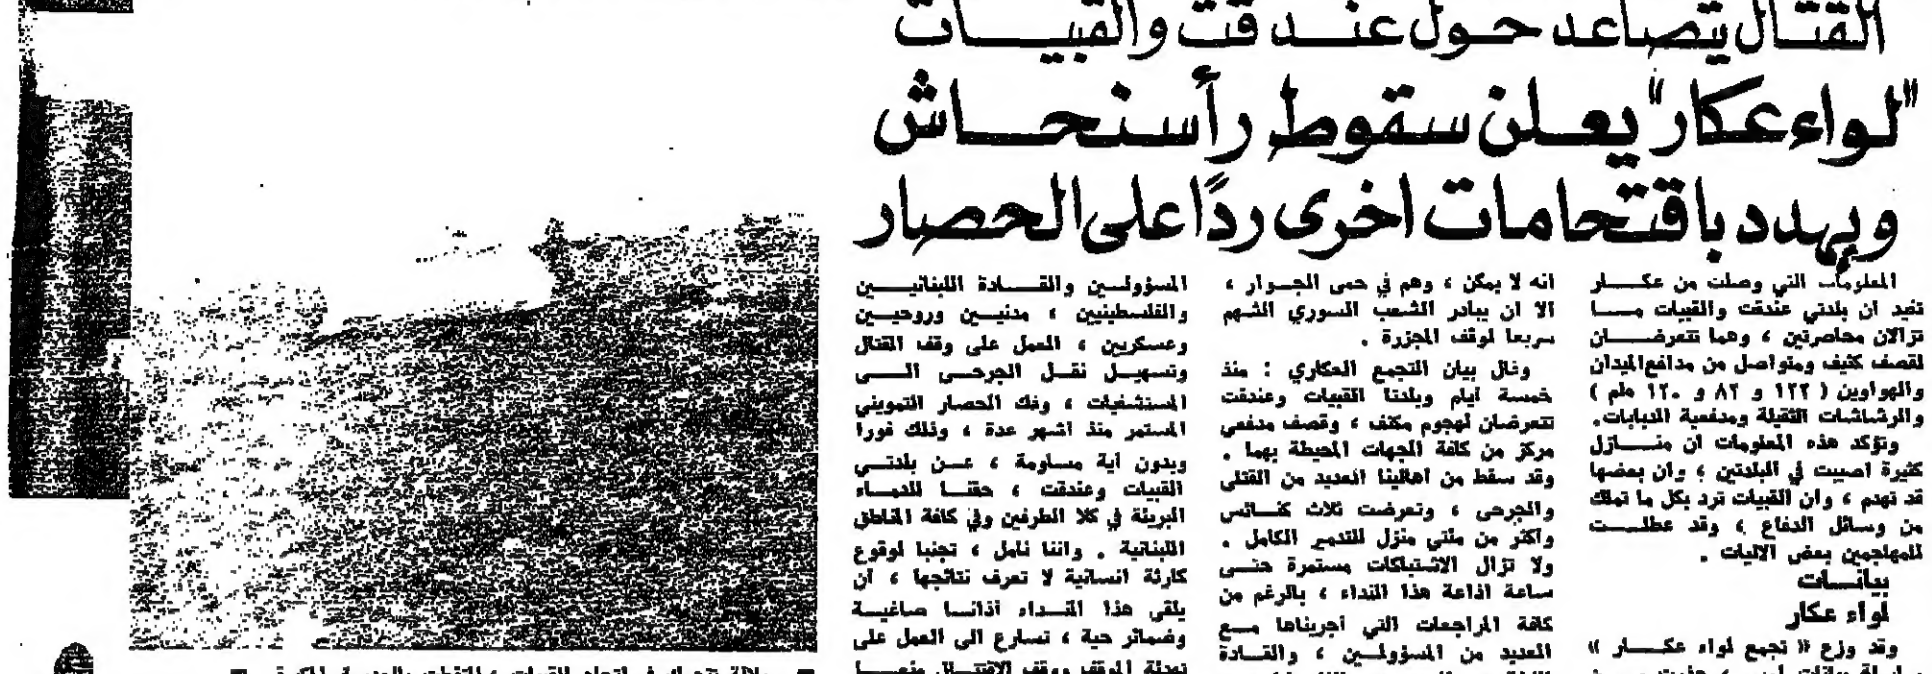 القتال يتصاعد حول عندقت والقبيات
"لواء عكار" يعلن سقوط رأسنحاش
ويهدد باقتحامات اخرى ردًا على الحصار
المعلومات التي وصلت من عكار
تفيد ان بلدتي عندقت والقبيات ما
تزالان محاصرتين ، وهما تتعرضان
لقصف كثيف ومتواصل من مدافع الميدان
والهواوين ( ١٢٢ و ٨٢ و ١٢٠ ملم )
والرشاشات الثقيلة ومدفعية الدبابات.
وتؤكد هذه المعلومات ان منازل
كثيرة اصيبت في البلدتين ، وان بعضها
قد تهدم ، وان القبيات ترد بكل ما تملك
من وسائل الدفاع ، وقد عطلت
للمهاجمين بعض الاليات .
بيانات
لواء عكار
وقد وزع « تجمع لواء عكار »
انه لا يمكن ، وهم في حمى الجوار ،
الا ان يبادر الشعب السوري الشهم
سريعا لوقف المجزرة .
وقال بيان التجمع العكاري : منذ
خمسة ايام وبلدتا القبيات وعندقت
تتعرضان لهجوم مكثف ، وقصف مدفعي
مركز من كافة الجهات المحيطة بهما .
وقد سقط من اهالينا العديد من القتلى
والجرحى ، وتعرضت ثلاث كنائس
واكثر من مئتي منزل للتدمير الكامل .
ولا تزال الاشتباكات مستمرة حتى
ساعة اذاعة هذا النداء ، بالرغم من
كافة المراجعات التي اجريناها مع
العديد من المسؤولين ، والقادة
المسؤولين والقادة اللبنانيين
والفلسطينيين ، مدنيين وروحيين
وعسكريين ، العمل على وقف القتال
وتسهيل نقل الجرحى الى
المستشفيات ، وفك الحصار التمويني
المستمر منذ اشهر عدة ، وذلك فورا
وبدون اية مساومة ، عن بلدتي
القبيات وعندقت ، حقنا للدماء
البريئة في كلا الطرفين وفي كافة المناطق
اللبنانية . واننا نامل ، تجنبا لوقوع
كارثة انسانية لا تعرف نتائجها ، ان
يلقى هذا النداء اذانا صاغية
وضمائر حية ، تسارع الى العمل على
تهدئة الموقف ووقف الاقتتال منعا